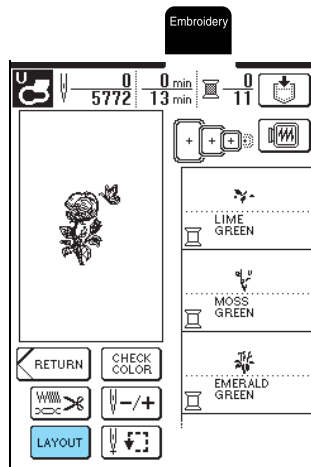 Embroidery
U
0 0 min 0
5772 13 min 11
LIME
GREEN
MOSS
GREEN
EMERALD
GREEN
RETURN
CHECK
COLOR
-/+
LAYOUT